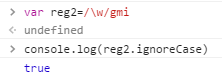 > var reg2=/\w/gmi
< undefined
> console.log(reg2.ignoreCase)
true